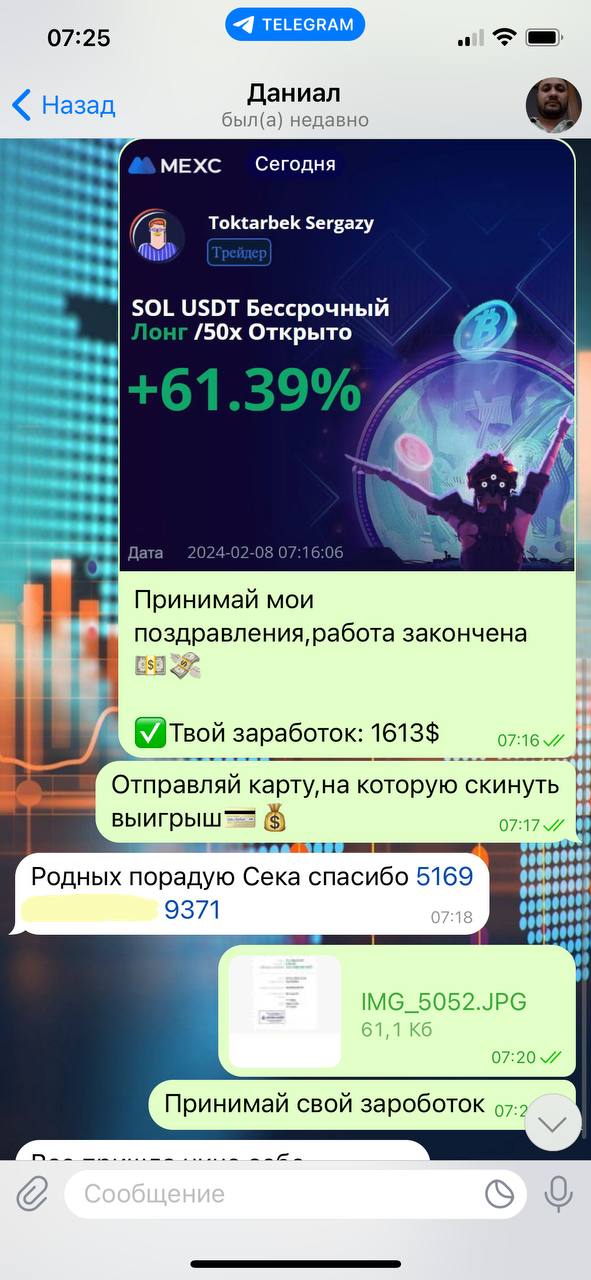 07:25
TELEGRAM
Назад
Даниал
был(а) недавно
MEXC
Сегодня
Toktarbek Sergazy
Трейдер
SOL USDT Бессрочный
Лонг /50x Открыто
+61.39%
Дата 2024-02-08 07:16:06
Принимай мои
поздравления,работа закончена
💵💸
✅Твой заработок: 1613$
07:16
Отправляй карту,на которую скинуть
выигрыш💳💰
07:17
Родных порадую Сека спасибо 5169
9371
07:18
IMG_5052.JPG
61,1 Кб
07:20
Принимай свой зароботок
07:2
Сообщение